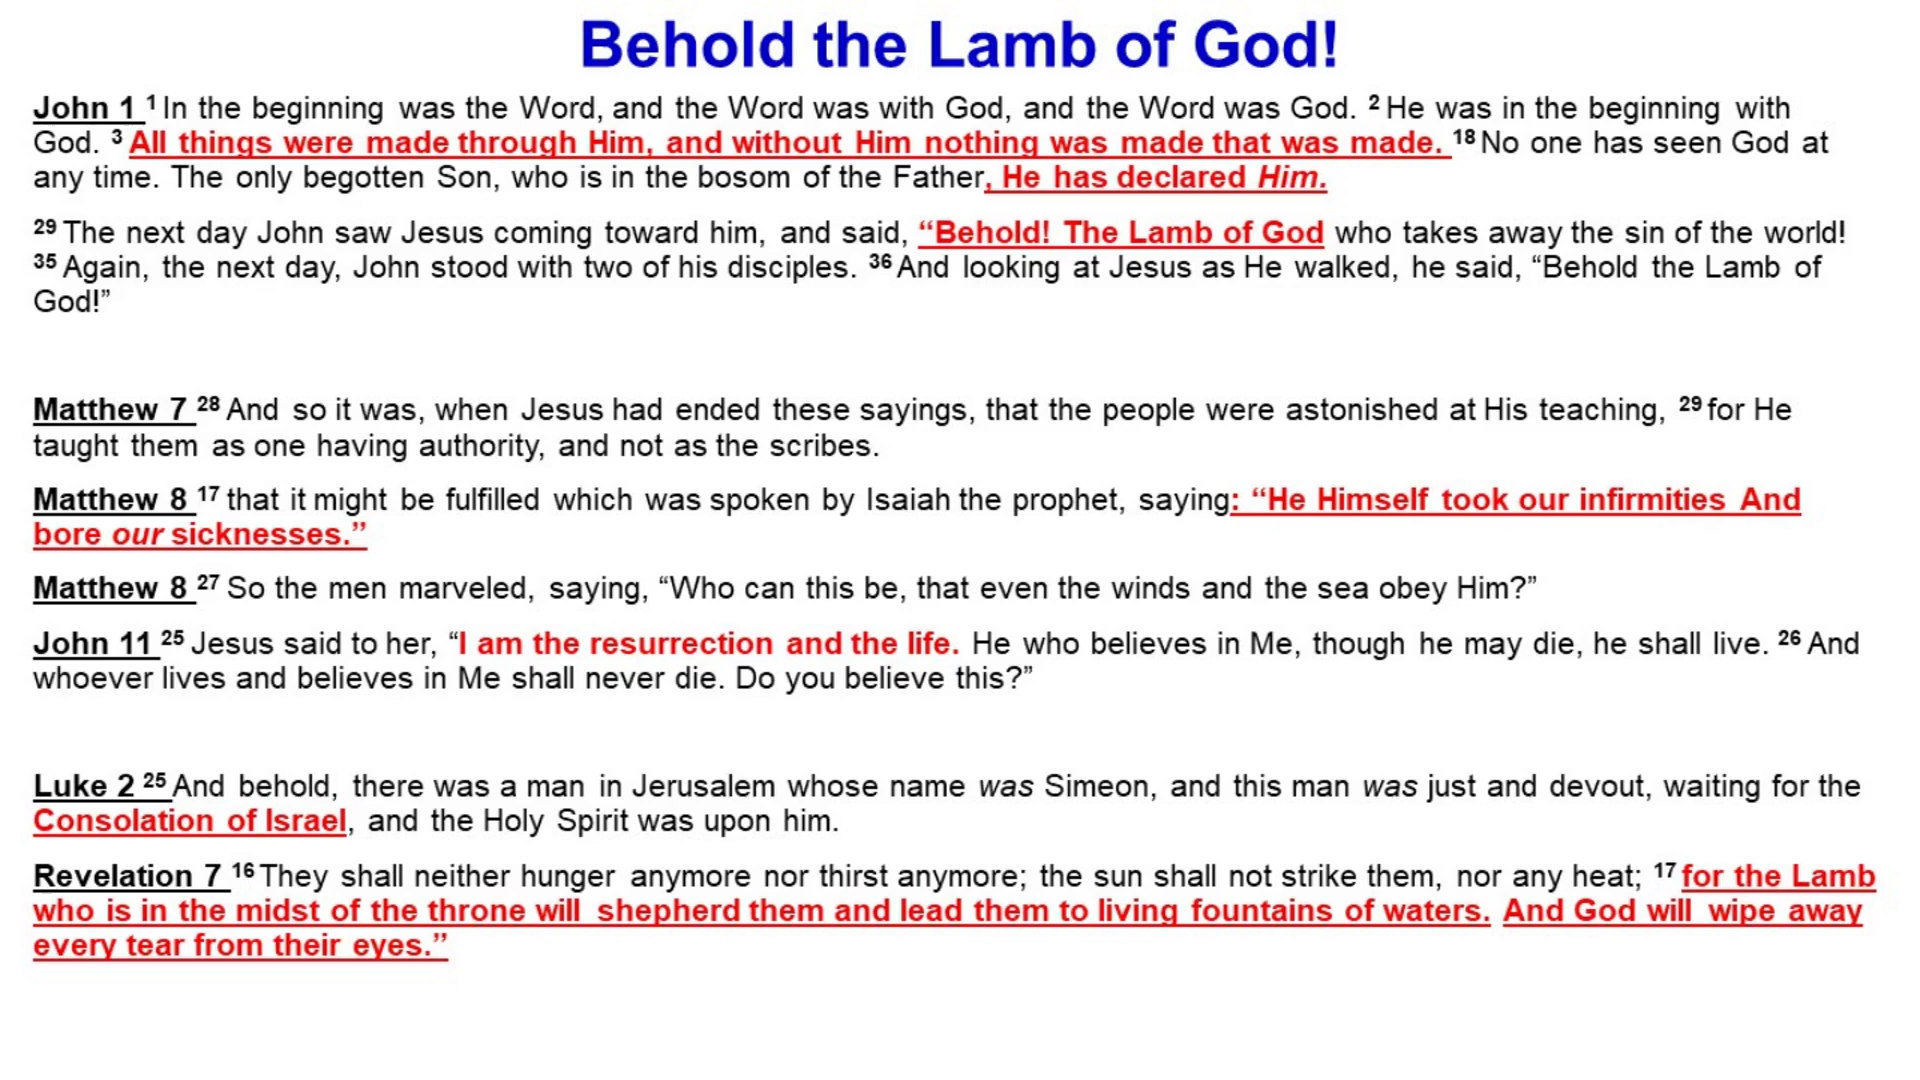 Behold the Lamb of God!
John 1 1 In the beginning was the Word, and the Word was with God, and the Word was God. 2 He was in the beginning with
God. 3 All things were made through Him, and without Him nothing was made that was made. 18 No one has seen God at
any time. The only begotten Son, who is in the bosom of the Father, He has declared Him.
29 The next day John saw Jesus coming toward him, and said, “Behold! The Lamb of God who takes away the sin of the world!
35 Again, the next day, John stood with two of his disciples. 36 And looking at Jesus as He walked, he said, “Behold the Lamb of
God!”
Matthew 7 28 And so it was, when Jesus had ended these sayings, that the people were astonished at His teaching, 29 for He
taught them as one having authority, and not as the scribes.
Matthew 8 17 that it might be fulfilled which was spoken by Isaiah the prophet, saying: “He Himself took our infirmities And
bore our sicknesses.”
Matthew 8 27 So the men marveled, saying, “Who can this be, that even the winds and the sea obey Him?”
John 11 25 Jesus said to her, “I am the resurrection and the life. He who believes in Me, though he may die, he shall live. 26 And
whoever lives and believes in Me shall never die. Do you believe this?”
Luke 2 25 And behold, there was a man in Jerusalem whose name was Simeon, and this man was just and devout, waiting for the
Consolation of Israel, and the Holy Spirit was upon him.
Revelation 7 16 They shall neither hunger anymore nor thirst anymore; the sun shall not strike them, nor any heat; 17 for the Lamb
who is in the midst of the throne will shepherd them and lead them to living fountains of waters. And God will wipe away
every tear from their eyes.”